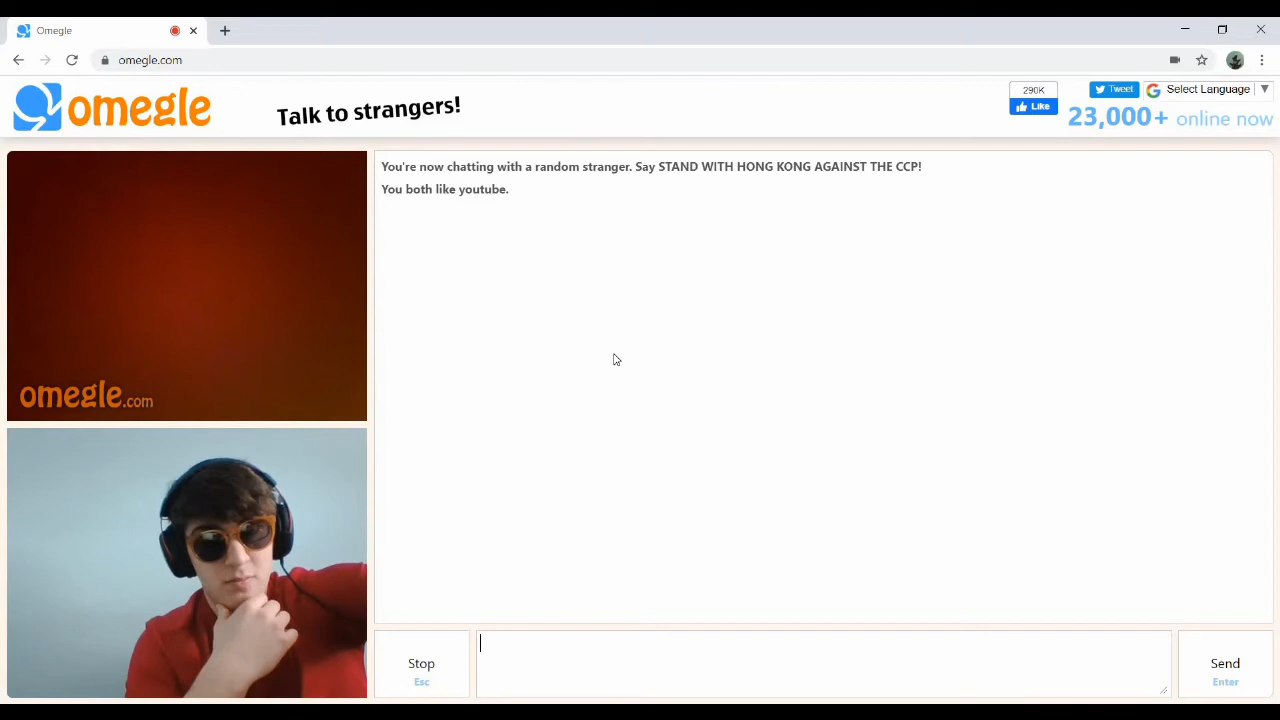 Omegle
omegle.com
omegle
Talk to strangers!
290K
Like
Tweet
Select Language
23,000+ online now
You're now chatting with a random stranger. Say STAND WITH HONG KONG AGAINST THE CCP!
You both like youtube.
omegle.com
Stop
Esc
Send
Enter